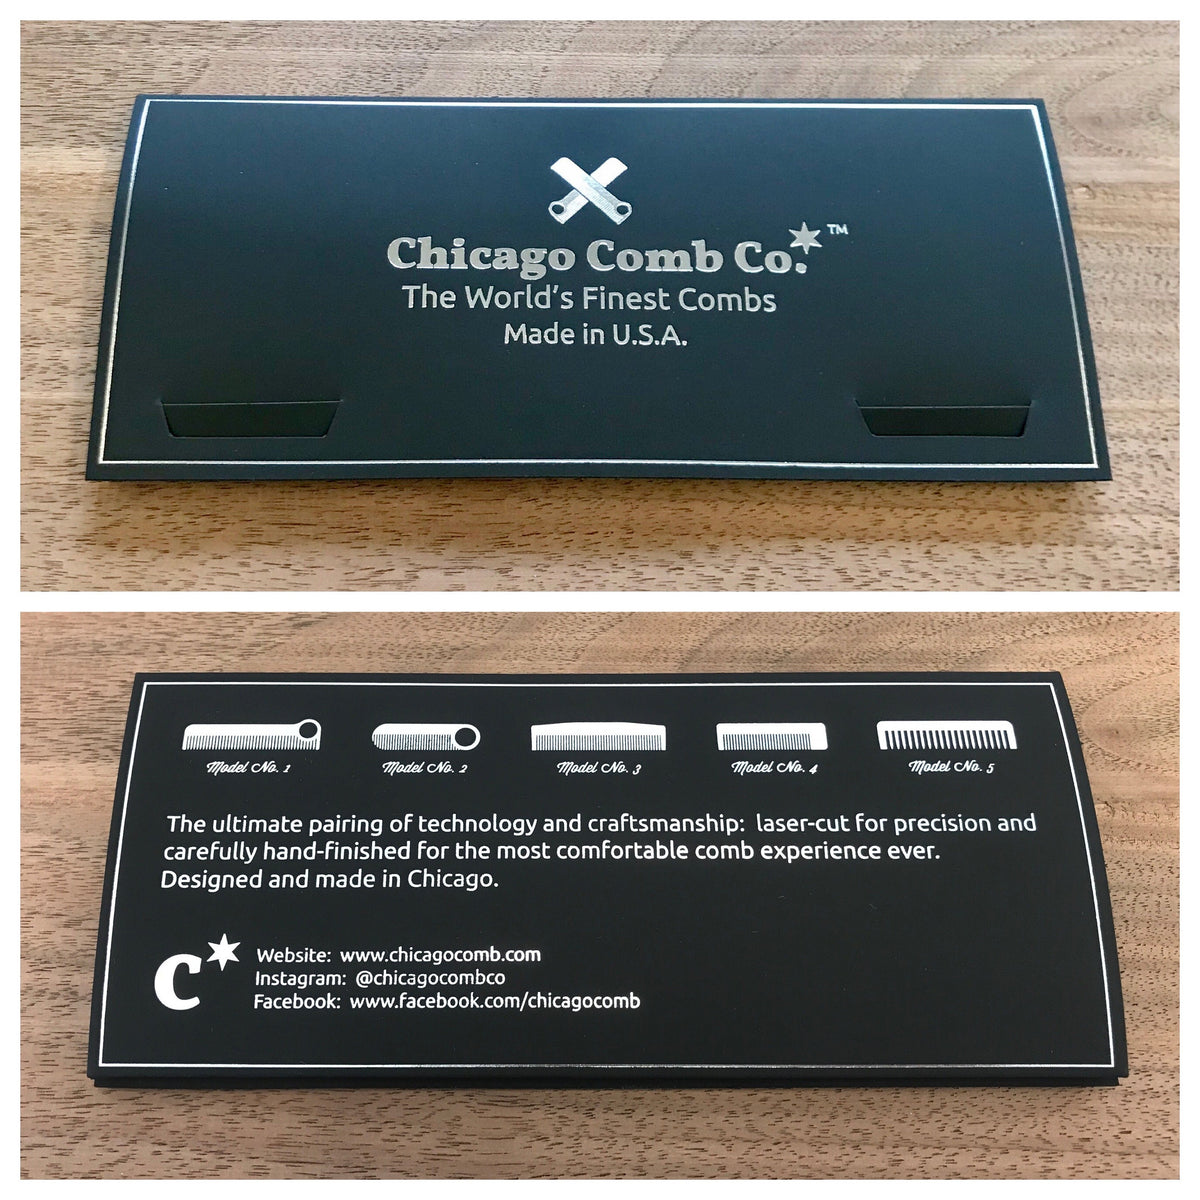 Chicago Comb Co.™
The World's Finest Combs
Made in U.S.A.
Model No. 1
Model No. 2
Model No. 3
Model No. 4
Model No. 5
The ultimate pairing of technology and craftsmanship:  laser-cut for precision and
carefully hand-finished for the most comfortable comb experience ever.
Designed and made in Chicago.
C
Website: www.chicagocomb.com
Instagram: @chicagocombco
Facebook: www.facebook.com/chicagocomb